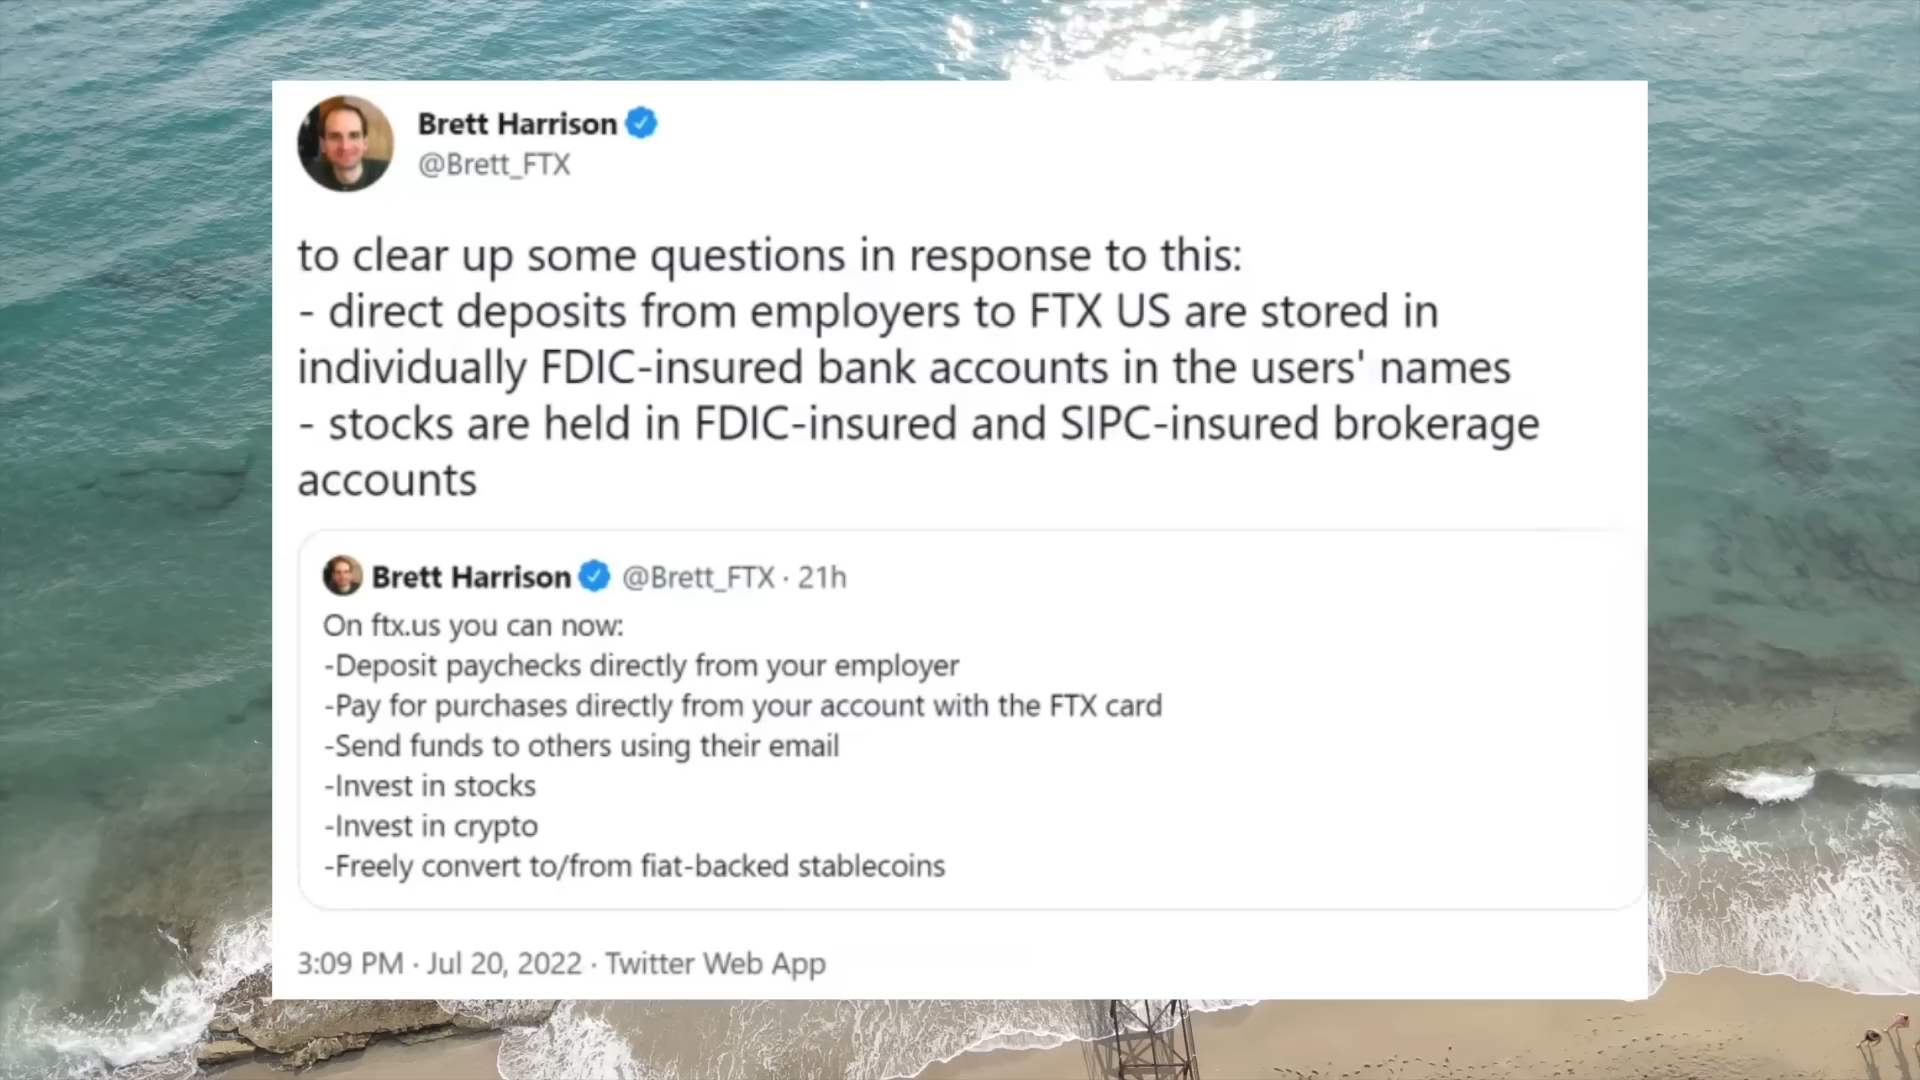 Brett Harrison
@Brett_FTX
to clear up some questions in response to this:
- direct deposits from employers to FTX US are stored in
individually FDIC-insured bank accounts in the users' names
- stocks are held in FDIC-insured and SIPC-insured brokerage
accounts
Brett Harrison @Brett_FTX · 21h
On ftx.us you can now:
-Deposit paychecks directly from your employer
-Pay for purchases directly from your account with the FTX card
-Send funds to others using their email
-Invest in stocks
-Invest in crypto
-Freely convert to/from fiat-backed stablecoins
3:09 PM · Jul 20, 2022 · Twitter Web App